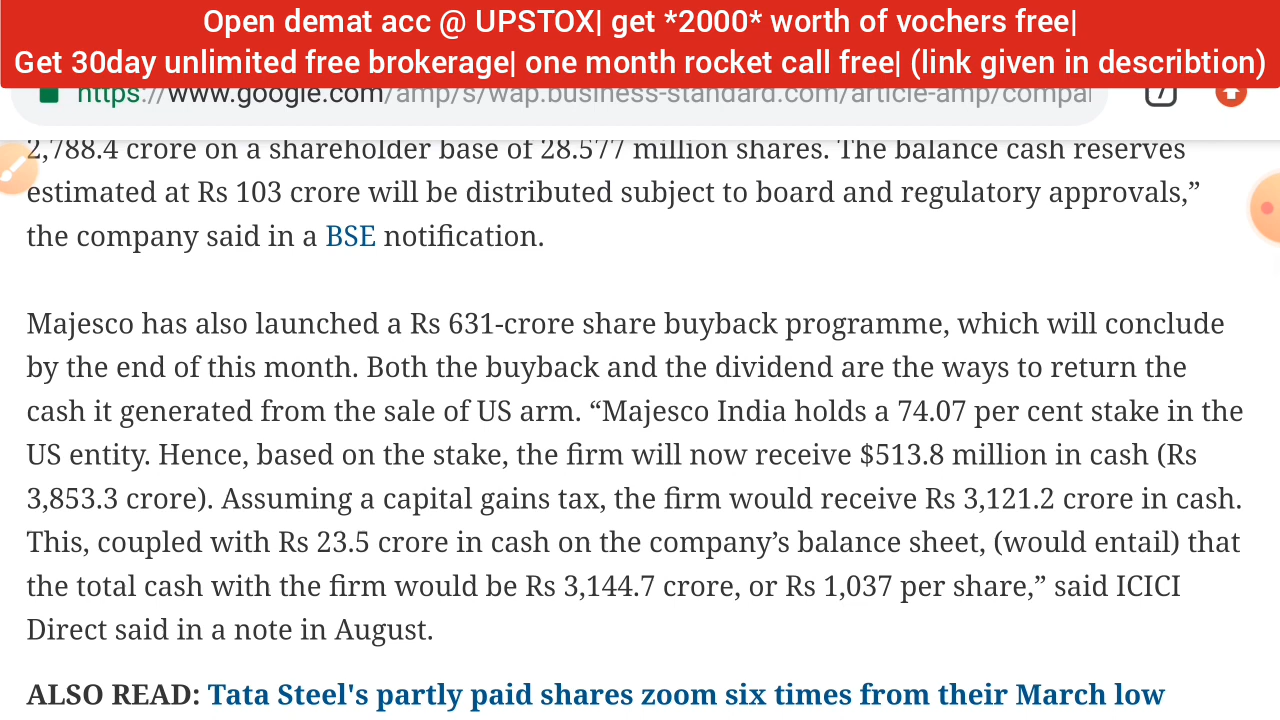 Open demat acc @ UPSTOX| get *2000* worth of vochers free|
Get 30day unlimited free brokerage| one month rocket call free| (link given in describtion)
https://www.google.com/amp/s/wap.business-standard.com/article-amp/compa
7
2,788.4 crore on a shareholder base of 28.577 million shares. The balance cash reserves
estimated at Rs 103 crore will be distributed subject to board and regulatory approvals,”
the company said in a BSE notification.
Majesco has also launched a Rs 631-crore share buyback programme, which will conclude
by the end of this month. Both the buyback and the dividend are the ways to return the
cash it generated from the sale of US arm. “Majesco India holds a 74.07 per cent stake in the
US entity. Hence, based on the stake, the firm will now receive $513.8 million in cash (Rs
3,853.3 crore). Assuming a capital gains tax, the firm would receive Rs 3,121.2 crore in cash.
This, coupled with Rs 23.5 crore in cash on the company’s balance sheet, (would entail) that
the total cash with the firm would be Rs 3,144.7 crore, or Rs 1,037 per share,” said ICICI
Direct said in a note in August.
ALSO READ: Tata Steel's partly paid shares zoom six times from their March low